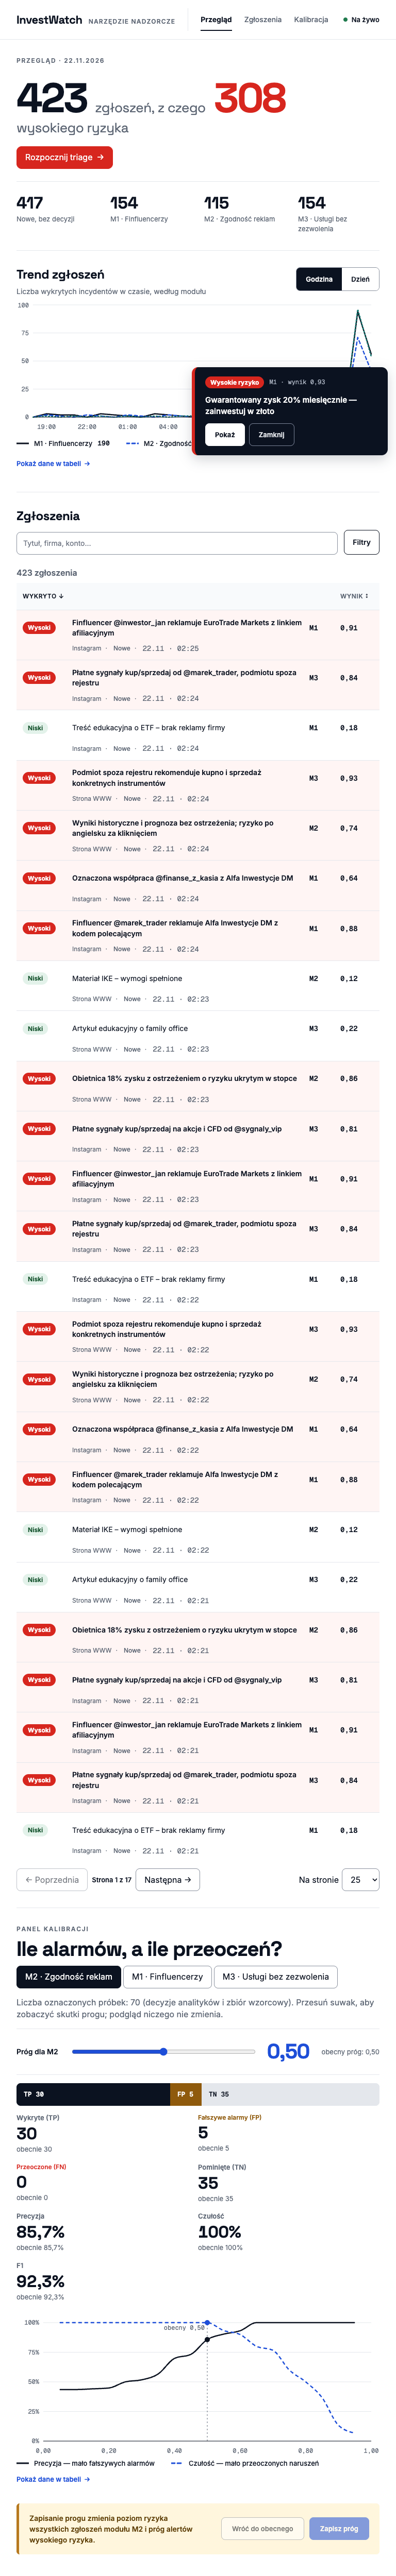 InvestWatch NARZĘDZIE NADZORCZE Przegląd Zgłoszenia Kalibracja Na żywo
PRZEGLĄD · 22.11.2026
423 zgłoszeń, z czego 308
wysokiego ryzyka
Rozpocznij triage →
417 154 115 154
Nowe, bez decyzji M1 · Finfluencerzy M2 · Zgodność reklam M3 · Usługi bez
zezwolenia
Trend zgłoszeń
Godzina Dzień
Liczba wykrytych incydentów w czasie, według modułu
100
75
50
25
0
19:00 22:00 01:00 04:00
Wysokie ryzyko M1 · wynik 0,93
Gwarantowany zysk 20% miesięcznie —
zainwestuj w złoto
Pokaż Zamknij
M1 · Finfluencerzy 190 M2 · Zgodność
Pokaż dane w tabeli →
Zgłoszenia
Tytuł, firma, konto... Filtry
423 zgłoszenia
WYKRYTO ↓ WYNIK ↕
Wysoki Finfluencer @inwestor_jan reklamuje EuroTrade Markets z linkiem M1 0,91
afiliacyjnym
Instagram · Nowe · 22.11 · 02:25
Wysoki Płatne sygnały kup/sprzedaj od @marek_trader, podmiotu spoza M3 0,84
rejestru
Instagram · Nowe · 22.11 · 02:24
Niski Treść edukacyjna o ETF – brak reklamy firmy M1 0,18
Instagram · Nowe · 22.11 · 02:24
Wysoki Podmiot spoza rejestru rekomenduje kupno i sprzedaż M3 0,93
konkretnych instrumentów
Strona WWW · Nowe · 22.11 · 02:24
Wysoki Wyniki historyczne i prognoza bez ostrzeżenia; ryzyko po M2 0,74
angielsku za kliknięciem
Strona WWW · Nowe · 22.11 · 02:24
Wysoki Oznaczona współpraca @finanse_z_kasia z Alfa Inwestycje DM M1 0,64
Instagram · Nowe · 22.11 · 02:24
Wysoki Finfluencer @marek_trader reklamuje Alfa Inwestycje DM z M1 0,88
kodem polecającym
Instagram · Nowe · 22.11 · 02:24
Niski Materiał IKE – wymogi spełnione M2 0,12
Strona WWW · Nowe · 22.11 · 02:23
Niski Artykuł edukacyjny o family office M3 0,22
Strona WWW · Nowe · 22.11 · 02:23
Wysoki Obietnica 18% zysku z ostrzeżeniem o ryzyku ukrytym w stopce M2 0,86
Strona WWW · Nowe · 22.11 · 02:23
Wysoki Płatne sygnały kup/sprzedaj na akcje i CFD od @sygnaly_vip M3 0,81
Instagram · Nowe · 22.11 · 02:23
Wysoki Finfluencer @inwestor_jan reklamuje EuroTrade Markets z linkiem M1 0,91
afiliacyjnym
Instagram · Nowe · 22.11 · 02:23
Wysoki Płatne sygnały kup/sprzedaj od @marek_trader, podmiotu spoza M3 0,84
rejestru
Instagram · Nowe · 22.11 · 02:23
Niski Treść edukacyjna o ETF – brak reklamy firmy M1 0,18
Instagram · Nowe · 22.11 · 02:22
Wysoki Podmiot spoza rejestru rekomenduje kupno i sprzedaż M3 0,93
konkretnych instrumentów
Strona WWW · Nowe · 22.11 · 02:22
Wysoki Wyniki historyczne i prognoza bez ostrzeżenia; ryzyko po M2 0,74
angielsku za kliknięciem
Strona WWW · Nowe · 22.11 · 02:22
Wysoki Oznaczona współpraca @finanse_z_kasia z Alfa Inwestycje DM M1 0,64
Instagram · Nowe · 22.11 · 02:22
Wysoki Finfluencer @marek_trader reklamuje Alfa Inwestycje DM z M1 0,88
kodem polecającym
Instagram · Nowe · 22.11 · 02:22
Niski Materiał IKE – wymogi spełnione M2 0,12
Strona WWW · Nowe · 22.11 · 02:22
Niski Artykuł edukacyjny o family office M3 0,22
Strona WWW · Nowe · 22.11 · 02:21
Wysoki Obietnica 18% zysku z ostrzeżeniem o ryzyku ukrytym w stopce M2 0,86
Strona WWW · Nowe · 22.11 · 02:21
Wysoki Płatne sygnały kup/sprzedaj na akcje i CFD od @sygnaly_vip M3 0,81
Instagram · Nowe · 22.11 · 02:21
Wysoki Finfluencer @inwestor_jan reklamuje EuroTrade Markets z linkiem M1 0,91
afiliacyjnym
Instagram · Nowe · 22.11 · 02:21
Wysoki Płatne sygnały kup/sprzedaj od @marek_trader, podmiotu spoza M3 0,84
rejestru
Instagram · Nowe · 22.11 · 02:21
Niski Treść edukacyjna o ETF – brak reklamy firmy M1 0,18
Instagram · Nowe · 22.11 · 02:21
← Poprzednia Strona 1 z 17 Następna → Na stronie 25
PANEL KALIBRACJI
Ile alarmów, a ile przeoczeń?
M2 · Zgodność reklam M1 · Finfluencerzy M3 · Usługi bez zezwolenia
Liczba oznaczonych próbek: 70 (decyzje analityków i zbiór wzorcowy). Przesuń suwak, aby
zobaczyć skutki progu; podgląd niczego nie zmienia.
Próg dla M2 0,50 obecny próg: 0,50
TP 30 FP 5 TN 35
Wykryte (TP) Fałszywe alarmy (FP)
30 5
obecnie 30 obecnie 5
Przeoczone (FN) Pominięte (TN)
0 35
obecnie 0 obecnie 35
Precyzja Czułość
85,7% 100%
obecnie 85,7% obecnie 100%
F1
92,3%
obecnie 92,3%
100%
obecny 0,50
75%
50%
25%
0%
0,00 0,20 0,40 0,60 0,80 1,00
Precyzja — mało fałszywych alarmów Czułość — mało przeoczonych naruszeń
Pokaż dane w tabeli →
Zapisanie progu zmienia poziom ryzyka
wszystkich zgłoszeń modułu M2 i próg alertów
wysokiego ryzyka.
Wróć do obecnego Zapisz próg